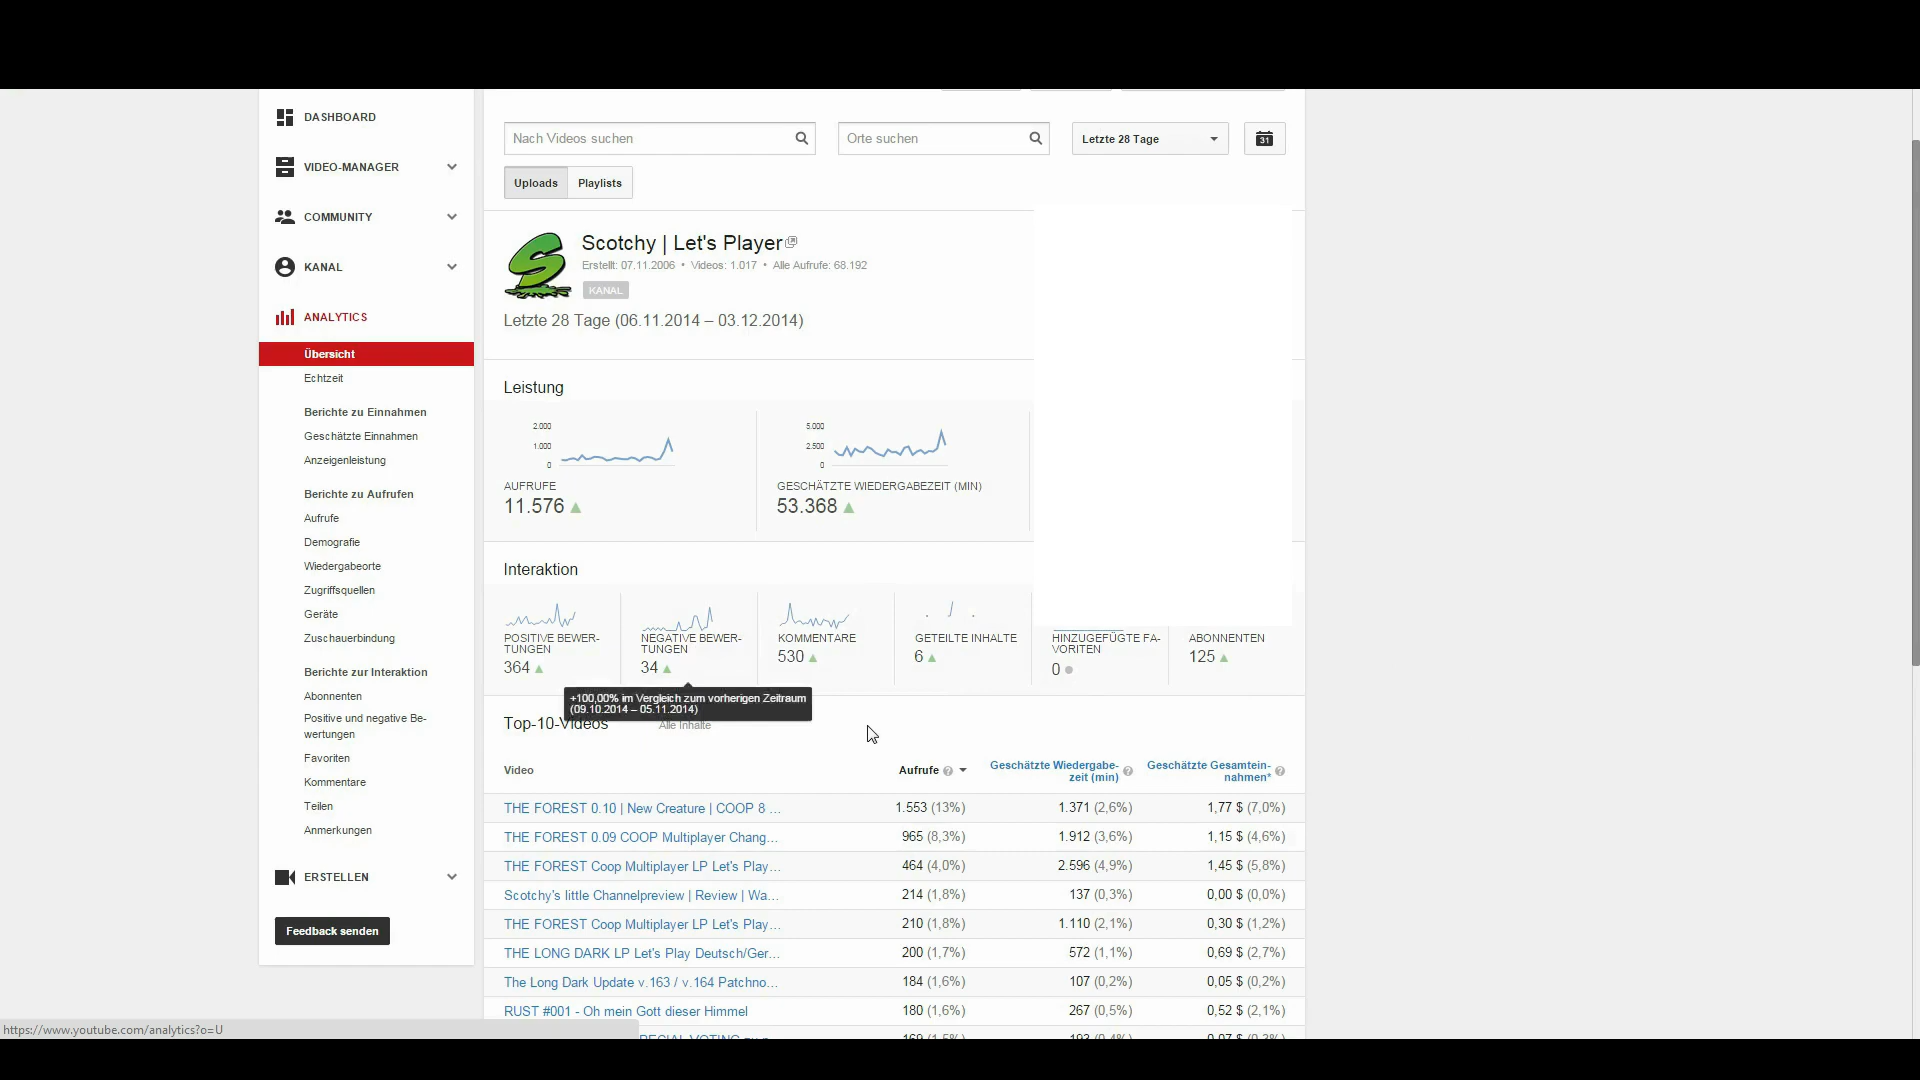 DASHBOARD
VIDEO-MANAGER
COMMUNITY
KANAL
ANALYTICS
Übersicht
Echtzeit
Berichte zu Einnahmen
Geschätzte Einnahmen
Anzeigenleistung
Berichte zu Aufrufen
Aufrufe
Demografie
Wiedergabeorte
Zugriffsquellen
Geräte
Zuschauerbindung
Berichte zur Interaktion
Abonnenten
Positive und negative Be-
wertungen
Favoriten
Kommentare
Teilen
Anmerkungen
ERSTELLEN
Feedback senden
Nach Videos suchen
Orte suchen
Letzte 28 Tage
31
Uploads Playlists
Scotchy | Let's Player
Erstellt: 07.11.2006 • Videos: 1.017 • Alle Aufrufe: 68.192
KANAL
Letzte 28 Tage (06.11.2014 – 03.12.2014)
Leistung
2.000
1.000
0
AUFRUFE
11.576
5.000
2.500
0
GESCHÄTZTE WIEDERGABEZEIT (MIN)
53.368
Interaktion
POSITIVE BEWER-
TUNGEN
364
NEGATIVE BEWER-
TUNGEN
34
KOMMENTARE
530
GETEILTE INHALTE
6
HINZUGEFÜGTE FA-
VORITEN
0
ABONNENTEN
125
+100,00% im Vergleich zum vorherigen Zeitraum
(09.10.2014 – 05.11.2014)
Top-10-Videos Alle Inhalte
Video Aufrufe Geschätzte Wiedergabe-
zeit (min) Geschätzte Gesamtein-
nahmen*
THE FOREST 0.10 | New Creature | COOP 8 ... 1.553 (13%) 1.371 (2,6%) 1,77 $ (7,0%)
THE FOREST 0.09 COOP Multiplayer Chang... 965 (8,3%) 1.912 (3,6%) 1,15 $ (4,6%)
THE FOREST Coop Multiplayer LP Let's Play... 464 (4,0%) 2.596 (4,9%) 1,45 $ (5,8%)
Scotchy's little Channelpreview | Review | Wa... 214 (1,8%) 137 (0,3%) 0,00 $ (0,0%)
THE FOREST Coop Multiplayer LP Let's Play... 210 (1,8%) 1.110 (2,1%) 0,30 $ (1,2%)
THE LONG DARK LP Let's Play Deutsch/Ger... 200 (1,7%) 572 (1,1%) 0,69 $ (2,7%)
The Long Dark Update v.163 / v.164 Patchno... 184 (1,6%) 107 (0,2%) 0,05 $ (0,2%)
RUST #001 - Oh mein Gott dieser Himmel 180 (1,6%) 267 (0,5%) 0,52 $ (2,1%)
https://www.youtube.com/analytics?o=U